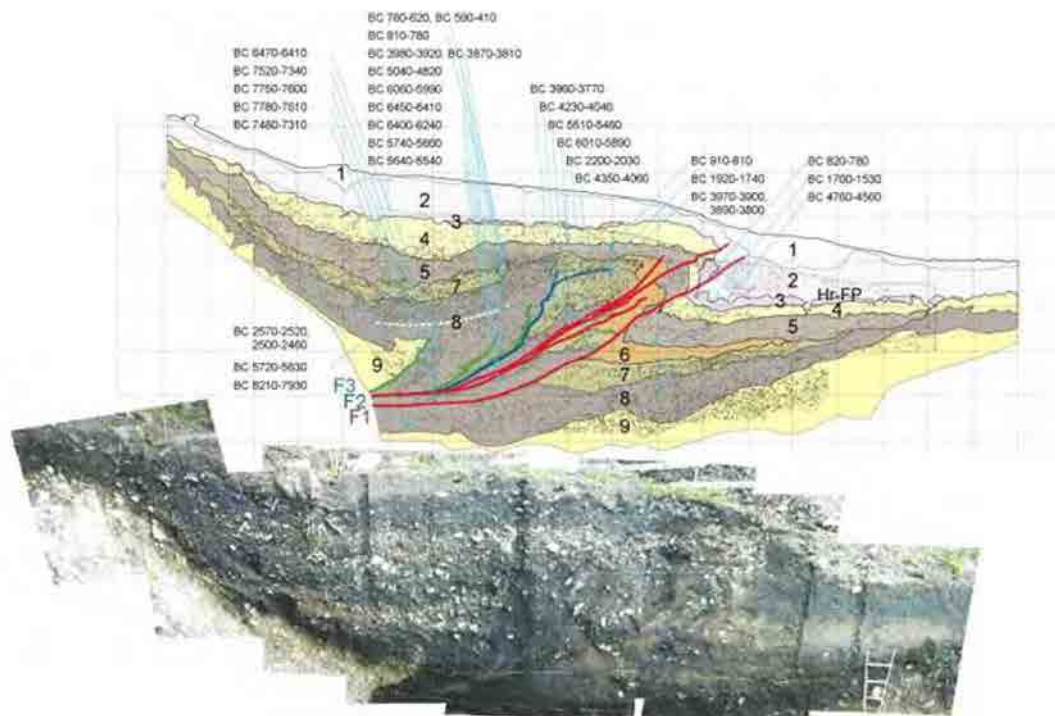 BC 780-620, BC 590-410
BC 910-780
BC 3980-3920, BC 3870-3810
BC 5040-4820
BC 6060-5990
BC 6450-6410
BC 6400-6240
BC 5740-5660
BC 5640-5540
BC 6470-6410
BC 7520-7340
BC 7750-7600
BC 7780-7610
BC 7480-7310
BC 3960-3770
BC 4230-4040
BC 5510-5460
BC 6010-5890
BC 2200-2030
BC 4350-4060
BC 910-810
BC 1920-1740
BC 3970-3900,
3890-3800
BC 820-780
BC 1700-1530
BC 4760-4560
1
2
3
4
5
7
8
9
1
2
3
Hr-FP
4
5
6
7
8
9
BC 2570-2520,
2500-2460
BC 5720-5630
BC 8210-7930
F3
F2
F1